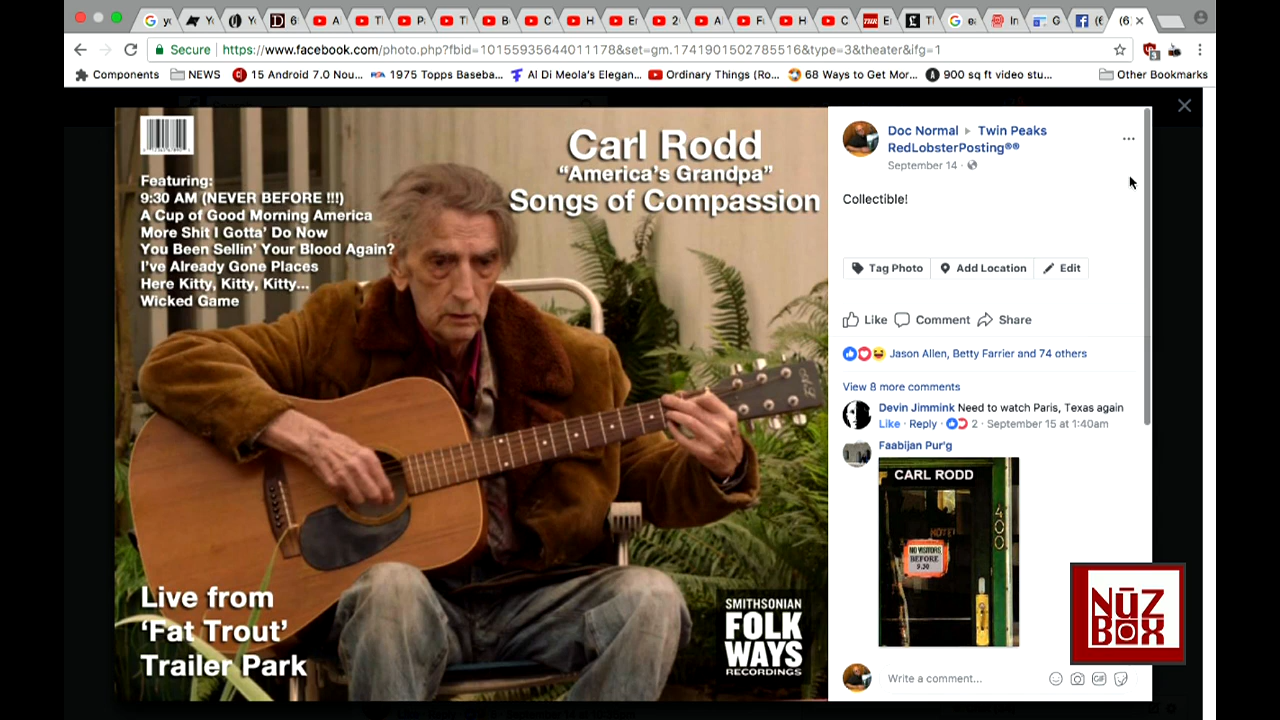 Secure
https://www.facebook.com/photo.php?fbid=10155935644011178&set=gm.1741901502785516&type=3&theater&ifg=1
Components
NEWS
15 Android 7.0 Nou...
1975 Topps Baseba...
Al Di Meola's Elegan...
Ordinary Things (Ro...
68 Ways to Get Mor...
900 sq ft video stu...
Other Bookmarks
Carl Rodd
“America’s Grandpa”
Songs of Compassion
Featuring:
9:30 AM (NEVER BEFORE !!!)
A Cup of Good Morning America
More Shit I Gotta’ Do Now
You Been Sellin’ Your Blood Again?
I’ve Already Gone Places
Here Kitty, Kitty, Kitty...
Wicked Game
Live from
‘Fat Trout’
Trailer Park
SMITHSONIAN
FOLK
WAYS
RECORDINGS
Doc Normal ▸ Twin Peaks
RedLobsterPosting®®
September 14 ·
Collectible!
Tag Photo
Add Location
Edit
Like
Comment
Share
Jason Allen, Betty Farrier and 74 others
View 8 more comments
Devin Jimmink Need to watch Paris, Texas again
Like · Reply · 2 · September 15 at 1:40am
Faabijan Pur'g
CARL RODD
HOTEL
400
NO VISITORS
BEFORE
9:30
Write a comment...
GIF
NŪZ
BOX